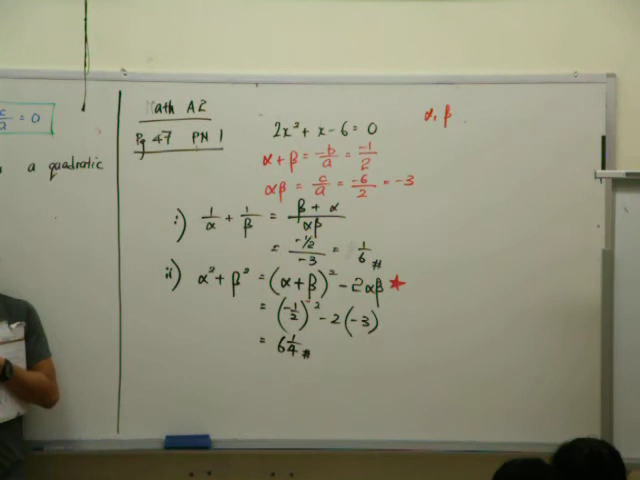 c/a = 0
a quadratic
Math A2
Pg 47 PN 1
2x² + x - 6 = 0
α, β
α + β = -b/a = -1/2
αβ = c/a = -6/2 = -3
i) 1/α + 1/β = β + α/αβ
= -1/2/-3 = 1/6 #
ii) α² + β² = (α + β)² - 2αβ ★
= (-1/2)² - 2(-3)
= 6 1/4 #